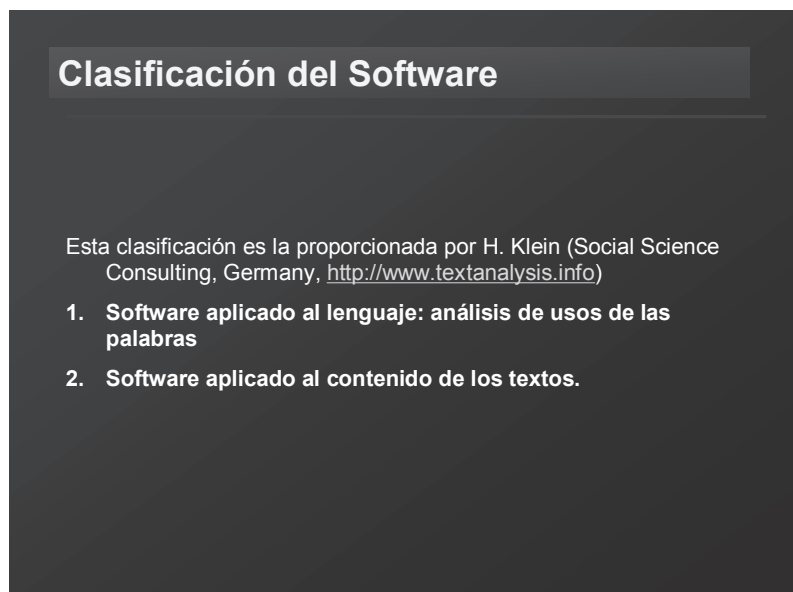 Clasificación del Software
Esta clasificación es la proporcionada por H. Klein (Social Science
Consulting, Germany, http://www.textanalysis.info)
1. Software aplicado al lenguaje: análisis de usos de las
palabras
2. Software aplicado al contenido de los textos.